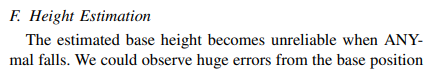 F. Height Estimation
The estimated base height becomes unreliable when ANY-
mal falls. We could observe huge errors from the base position